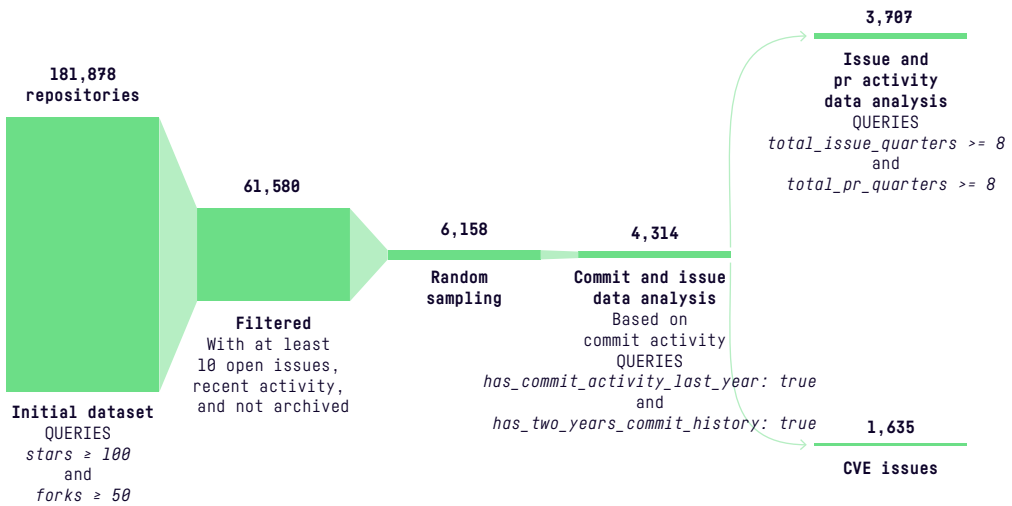 181,878
repositories
Initial dataset
QUERIES
stars ≥ 100
and
forks ≥ 50
61,580
Filtered
With at least
10 open issues,
recent activity,
and not archived
6,158
Random
sampling
4,314
Commit and issue
data analysis
Based on
commit activity
QUERIES
has_commit_activity_last_year: true
and
has_two_years_commit_history: true
3,707
Issue and
pr activity
data analysis
QUERIES
total_issue_quarters >= 8
and
total_pr_quarters >= 8
1,635
CVE issues